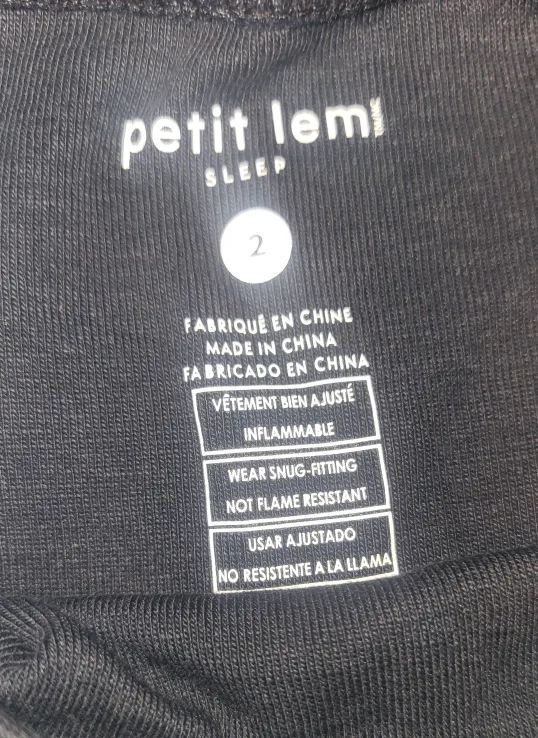 petit lem
SLEEP
2
FABRIQUÉ EN CHINE
MADE IN CHINA
FABRICADO EN CHINA
VÊTEMENT BIEN AJUSTÉ
INFLAMMABLE
WEAR SNUG-FITTING
NOT FLAME RESISTANT
USAR AJUSTADO
NO RESISTENTE A LA LLAMA